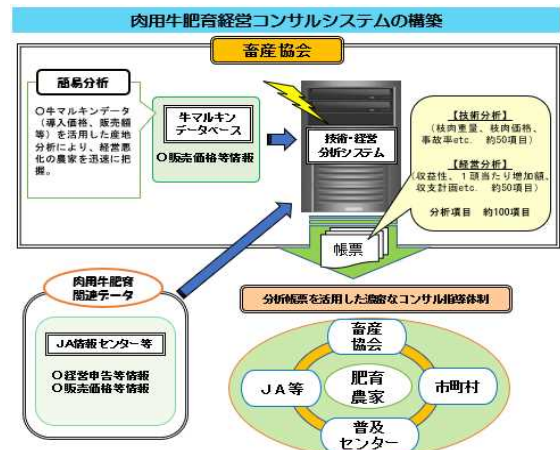 肉用牛肥育経営コンサルシステムの構築
畜産協会
簡易分析
〇牛マルキンデータ
（導入価格、販売額
等）を活用した産地
分析により、経営悪
化の農家を迅速に把
握。
牛マルキン
データベース
〇販売価格等情報
技術・経営
分析システム
【技術分析】
（枝肉重量、枝肉価格、
事故率etc. 約50項目）
【経営分析】
（収益性、1頭当たり増加額、
収支計画etc. 約50項目）
分析項目 約100項目
帳票
肉用牛肥育
関連データ
JA情報センター等
〇経営申告等情報
〇販売価格等情報
分析帳票を活用した濃密なコンサル指導体制
畜産
協会
JA等
肥育
農家
市町村
普及
センター